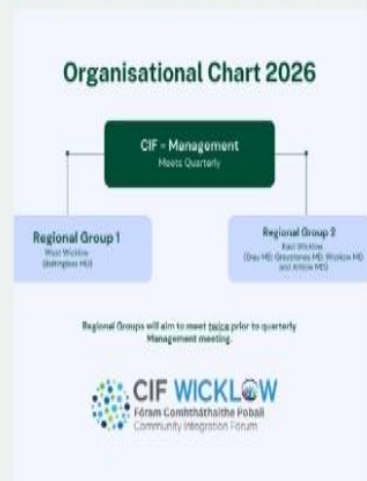 Organisational Chart 2026
CIF - Management
Meets Quarterly
Regional Group 1
West Wicklow
(Baltinglass MD)
Regional Group 2
East Wicklow
(Bray MD, Greystones MD, Wicklow MD
and Arklow MD)
Regional Groups will aim to meet twice prior to quarterly
Management meeting.
CIF WICKLOW
Fóram Comhtháthaithe Pobail
Community Integration Forum